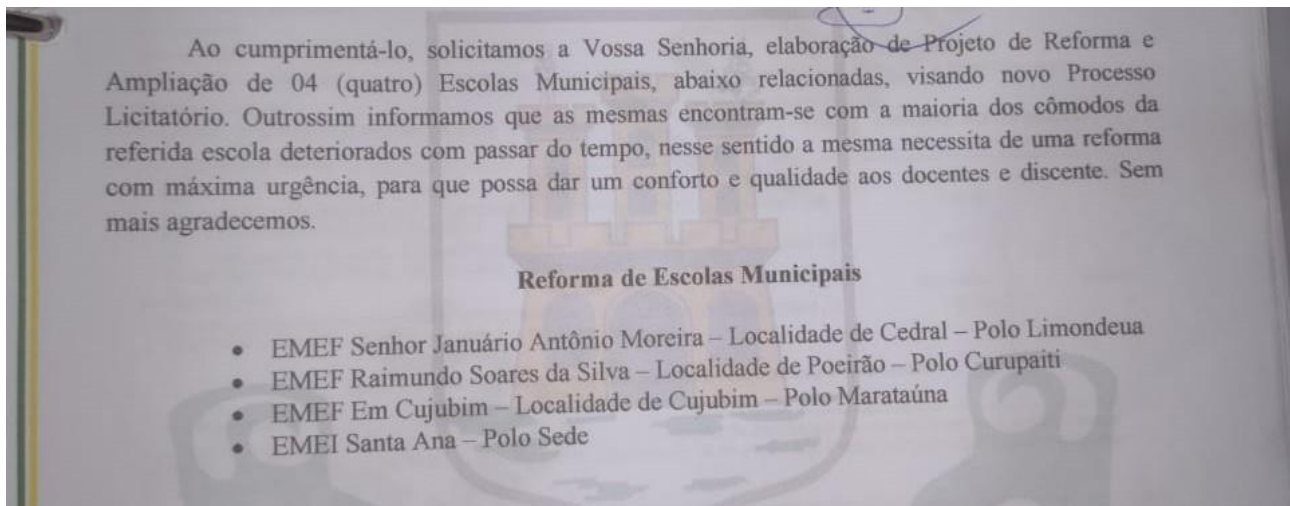 Ao cumprimentá-lo, solicitamos a Vossa Senhoria, elaboração de Projeto de Reforma e
Ampliação de 04 (quatro) Escolas Municipais, abaixo relacionadas, visando novo Processo
Licitatório. Outrossim informamos que as mesmas encontram-se com a maioria dos cômodos da
referida escola deteriorados com passar do tempo, nesse sentido a mesma necessita de uma reforma
com máxima urgência, para que possa dar um conforto e qualidade aos docentes e discente. Sem
mais agradecemos.
Reforma de Escolas Municipais
• EMEF Senhor Januário Antônio Moreira – Localidade de Cedral – Polo Limondeua
• EMEF Raimundo Soares da Silva – Localidade de Poeirão – Polo Curupaiti
• EMEF Em Cujubim – Localidade de Cujubim – Polo Marataúna
• EMEI Santa Ana – Polo Sede